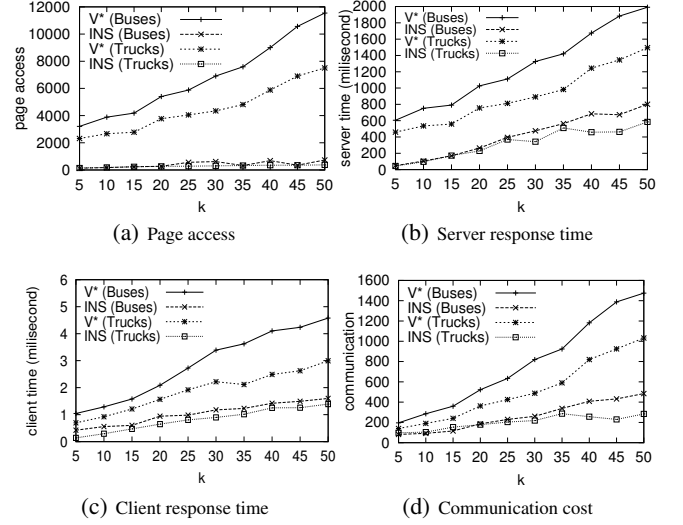 V* (Buses)
INS (Buses)
V* (Trucks)
INS (Trucks)
page access
12000
10000
8000
6000
4000
2000
0
5 10 15 20 25 30 35 40 45 50
k
(a) Page access
V* (Buses)
INS (Buses)
V* (Trucks)
INS (Trucks)
server time (milisecond)
2000
1800
1600
1400
1200
1000
800
600
400
200
0
5 10 15 20 25 30 35 40 45 50
k
(b) Server response time
V* (Buses)
INS (Buses)
V* (Trucks)
INS (Trucks)
client time (milisecond)
6
5
4
3
2
1
0
5 10 15 20 25 30 35 40 45 50
k
(c) Client response time
V* (Buses)
INS (Buses)
V* (Trucks)
INS (Trucks)
communication
1600
1400
1200
1000
800
600
400
200
0
5 10 15 20 25 30 35 40 45 50
k
(d) Communication cost